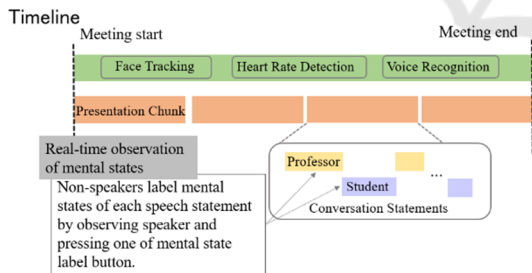 Timeline
Meeting start
Meeting end
Face Tracking
Heart Rate Detection
Voice Recognition
Presentation Chunk
Real-time observation
of mental states
Non-speakers label mental
states of each speech statement
by observing speaker and
pressing one of mental state
label button.
Professor
...
Student
Conversation Statements